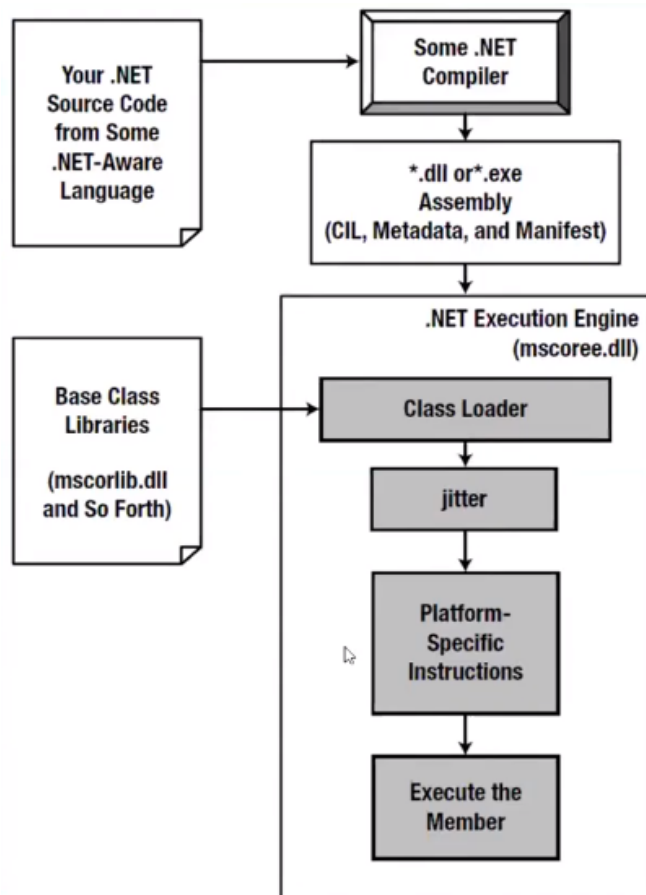 Your .NET
Source Code
from Some
.NET-Aware
Language
Some .NET
Compiler
*.dll or*.exe
Assembly
(CIL, Metadata, and Manifest)
.NET Execution Engine
(mscoree.dll)
Base Class
Libraries
(mscorlib.dll
and So Forth)
Class Loader
jitter
Platform-
Specific
Instructions
Execute the
Member